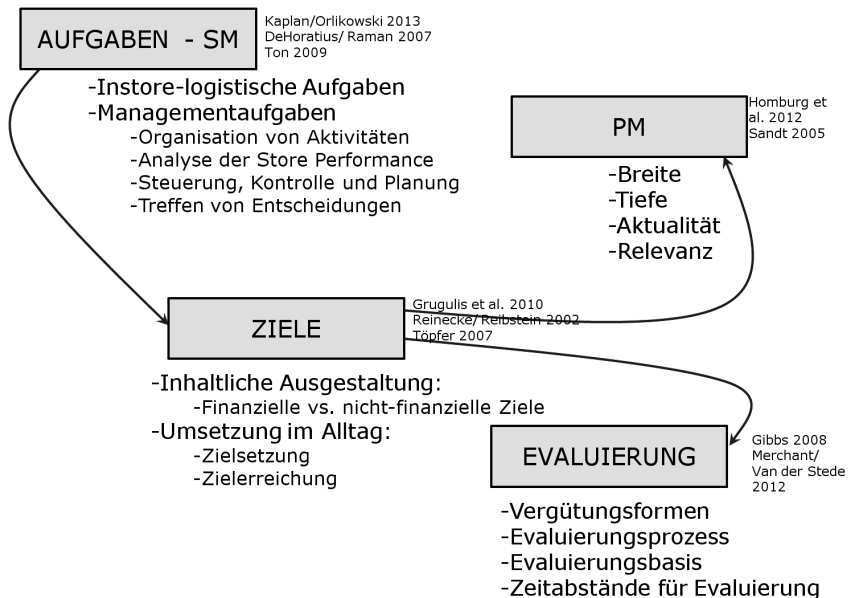 AUFGABEN - SM
Kaplan/Orlikowski 2013
DeHoratius/ Raman 2007
Ton 2009
-Instore-logistische Aufgaben
-Managementaufgaben
-Organisation von Aktivitäten
-Analyse der Store Performance
-Steuerung, Kontrolle und Planung
-Treffen von Entscheidungen
PM
Homburg et
al. 2012
Sandt 2005
-Breite
-Tiefe
-Aktualität
-Relevanz
ZIELE
Grugulis et al. 2010
Reinecke/ Reibstein 2002
Töpfer 2007
-Inhaltliche Ausgestaltung:
-Finanzielle vs. nicht-finanzielle Ziele
-Umsetzung im Alltag:
-Zielsetzung
-Zielerreichung
EVALUIERUNG
Gibbs 2008
Merchant/
Van der Stede
2012
-Vergütungsformen
-Evaluierungsprozess
-Evaluierungsbasis
-Zeitabstände für Evaluierung